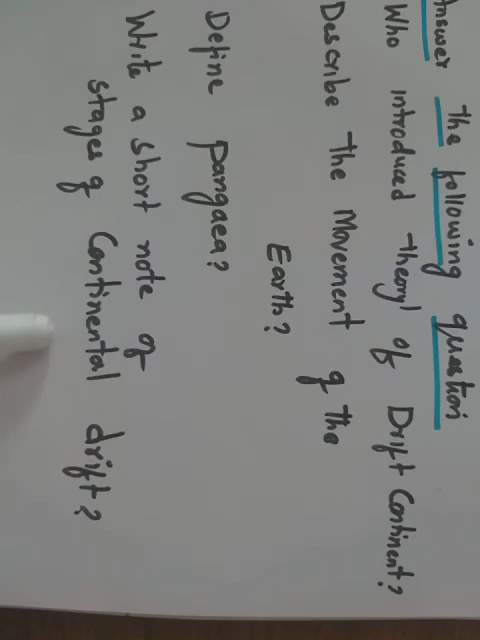 Answer the following question
Who introduced theory of Drift Continent?
Describe the Movement of the
Earth?
Define Pangaea?
Write a short note of
stages of Continental drift?